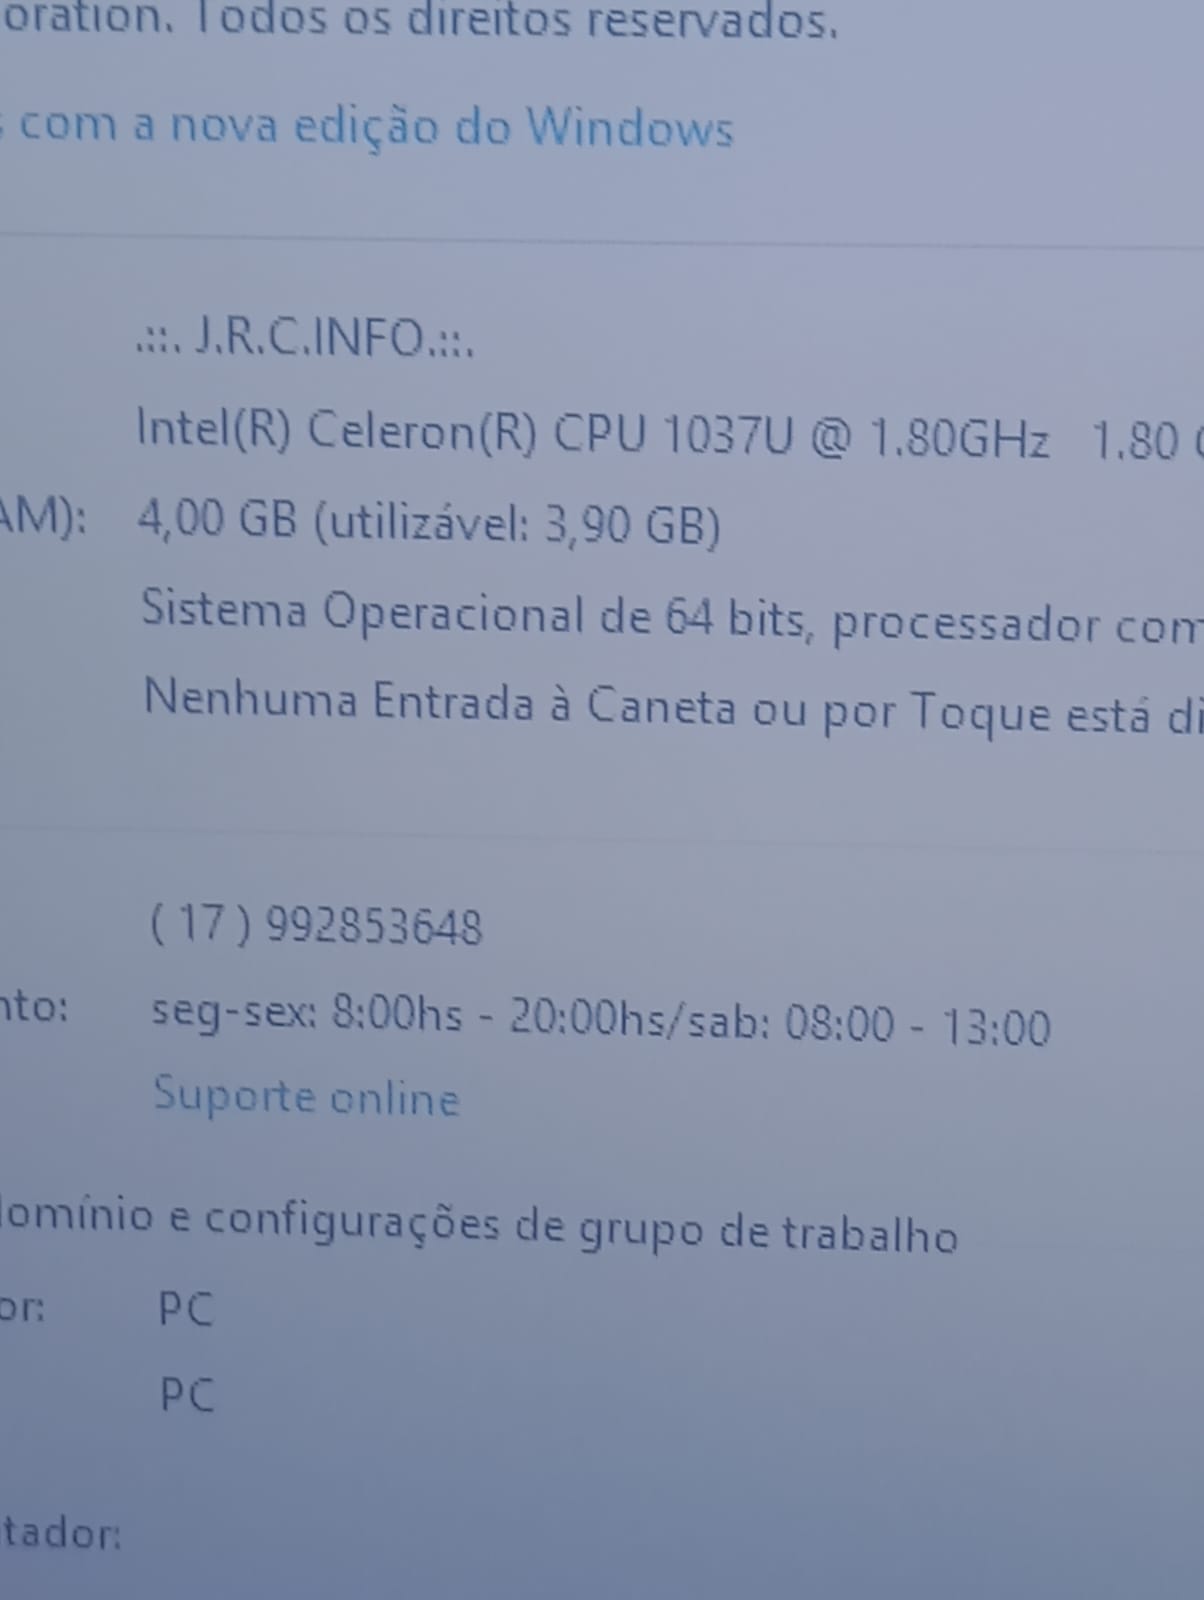 oration. Todos os direitos reservados.
s com a nova edição do Windows
.:::. J.R.C.INFO.:::.
Intel(R) Celeron(R) CPU 1037U @ 1.80GHz 1.80 G
AM): 4,00 GB (utilizável: 3,90 GB)
Sistema Operacional de 64 bits, processador com
Nenhuma Entrada à Caneta ou por Toque está di
( 17 ) 992853648
nto: seg-sex: 8:00hs - 20:00hs/sab: 08:00 - 13:00
Suporte online
domínio e configurações de grupo de trabalho
or: PC
PC
tador: